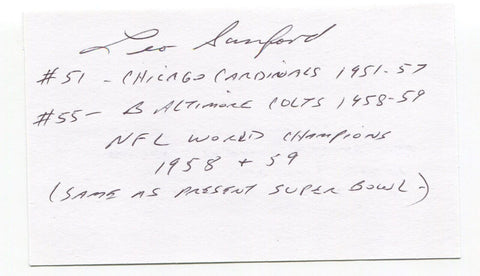 Leo Sanford
#51 - CHICAGO CARDINALS 1951-57
#55 - BALTIMORE COLTS 1958-59
NFL WORLD CHAMPIONS
1958 + 59
(SAME AS PRESENT SUPER BOWL-)